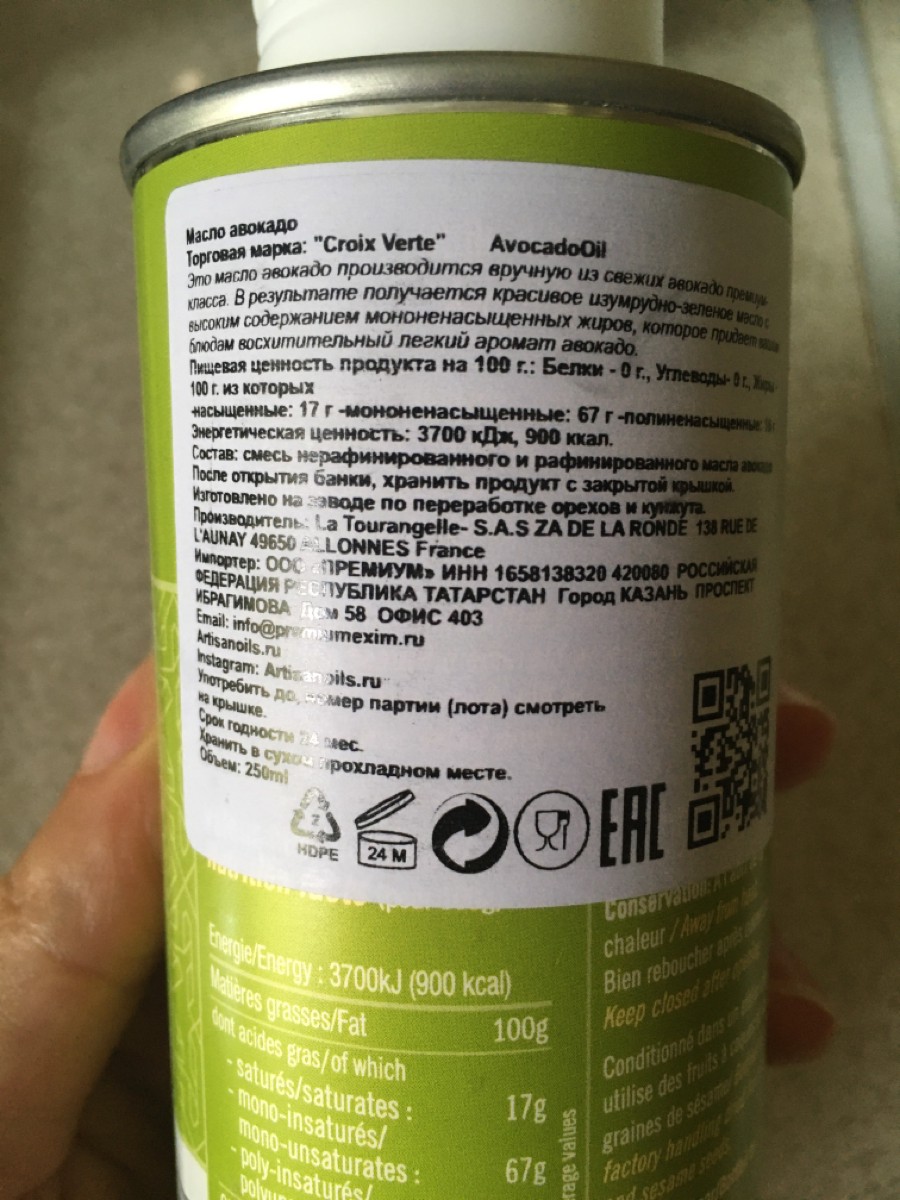 Масло авокадо
Торговая марка: "Croix Verte" AvocadoOil
Это масло авокадо производится вручную из свежих авокадо премиум-
класса. В результате получается красивое изумрудно-зеленое масло с
высоким содержанием мононенасыщенных жиров, которое придает
блюдам восхитительный легкий аромат авокадо.
Пищевая ценность продукта на 100 г.: Белки - 0 г., Углеводы- 0 г., Жиры-
100 г. из которых
-насыщенные: 17 г -мононенасыщенные: 67 г -полиненасыщенные:
Энергетическая ценность: 3700 кДж, 900 ккал.
Состав: смесь нерафинированного и рафинированного масла авокадо
После открытия банки, хранить продукт с закрытой крышкой.
Изготовлено на заводе по переработке орехов и кунжута.
Производитель: La Tourangelle- S.A.S ZA DE LA RONDE 138 RUE DE
L'AUNAY 49650 ALLONNES France
Импортер: ООО «ПРЕМИУМ» ИНН 1658138320 420080 РОССИЙСКАЯ
ФЕДЕРАЦИЯ РЕСПУБЛИКА ТАТАРСТАН Город КАЗАНЬ ПРОСПЕКТ
ИБРАГИМОВА Дом 58 ОФИС 403
Email: info@premiumexim.ru
Artisanoils.ru
Instagram: Artisanoils.ru
Употребить до, номер партии (лота) смотреть
на крышке.
Срок годности 24 мес.
Хранить в сухом прохладном месте.
Объем: 250ml
2
HDPE
24 M
EAC
Energie/Energy : 3700kJ (900 kcal)
Matières grasses/Fat 100g
dont acides gras/of which
- saturés/saturates : 17g
- mono-insaturés/
mono-unsaturates : 67g
- poly-insaturés/
Conservation:
chaleur / Away from
Bien reboucher après
Keep closed after
Conditionné dans un
utilise des fruits à
graines de sésame
factory handling
and sesame seeds